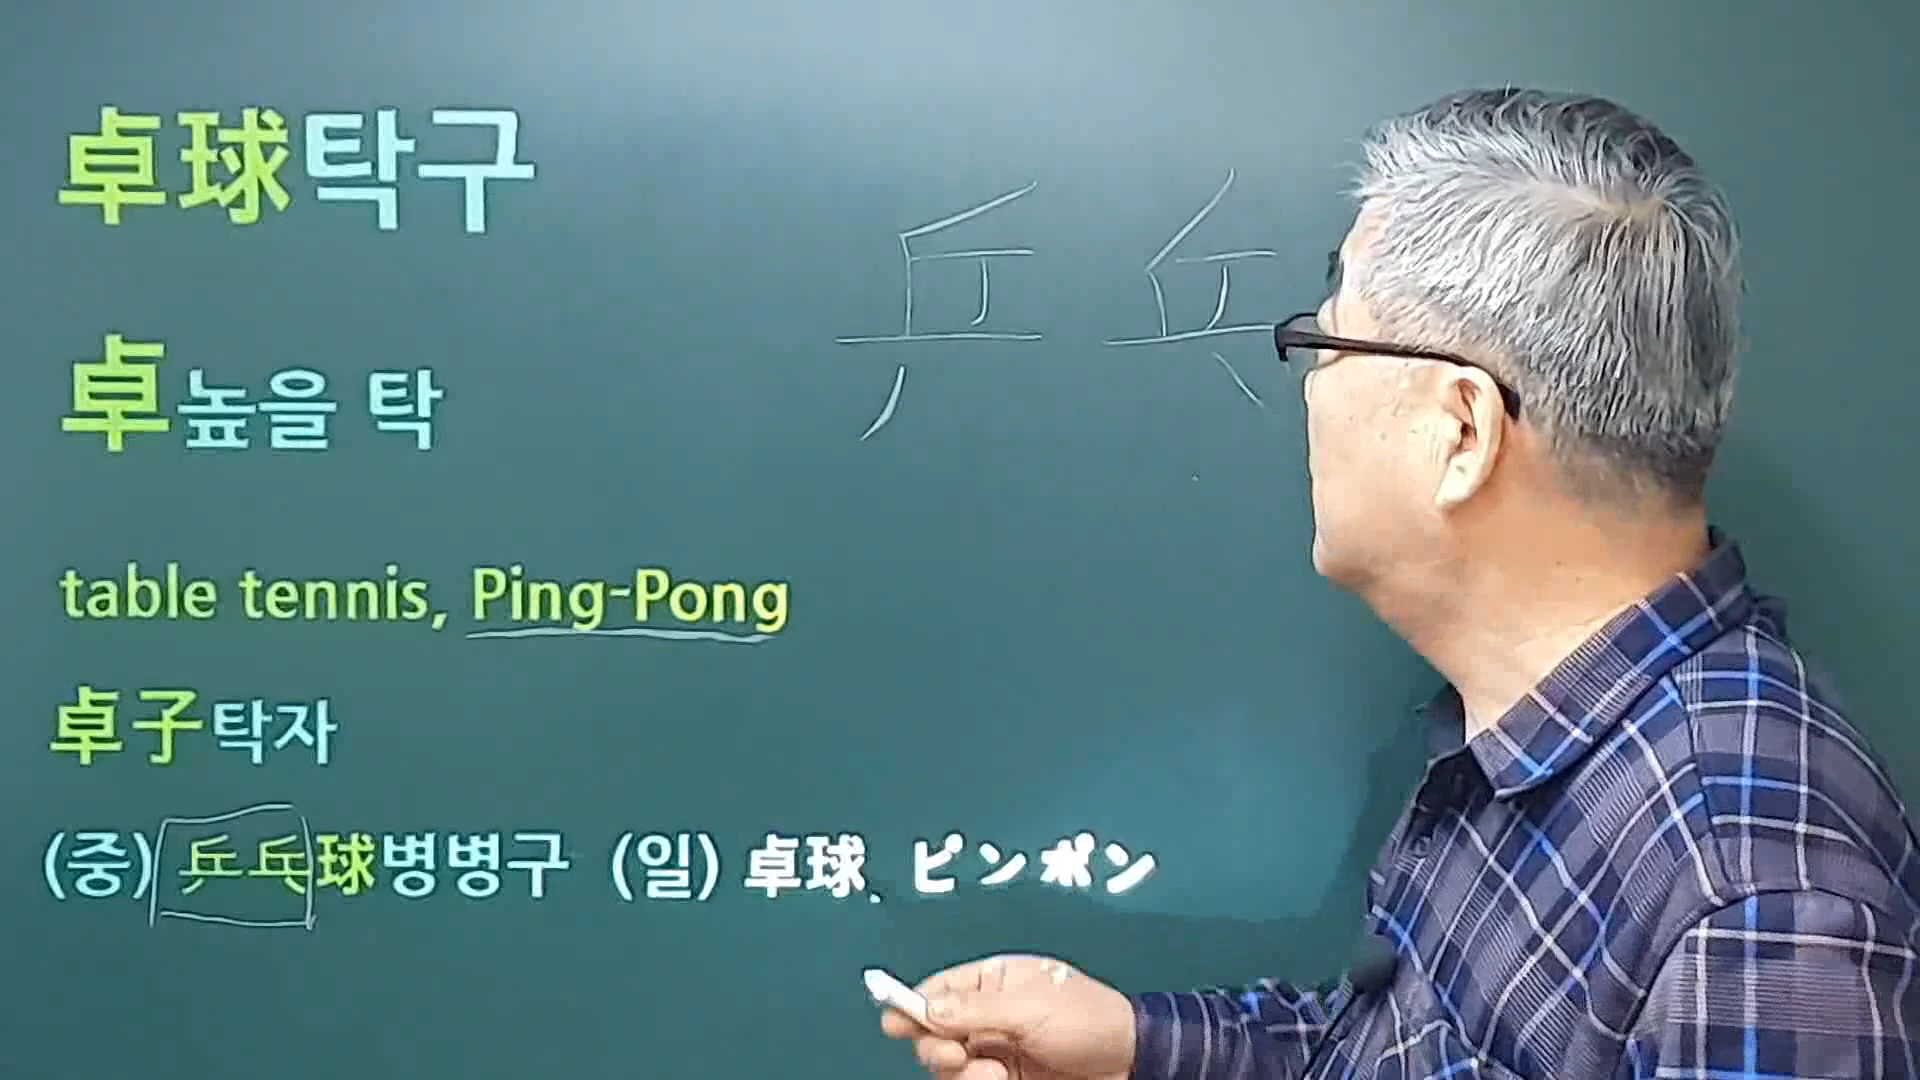 卓球탁구
乒 乓
卓높을 탁
table tennis, Ping-Pong
卓子탁자
(중) 乒乓球병병구 (일) 卓球、ピンポン